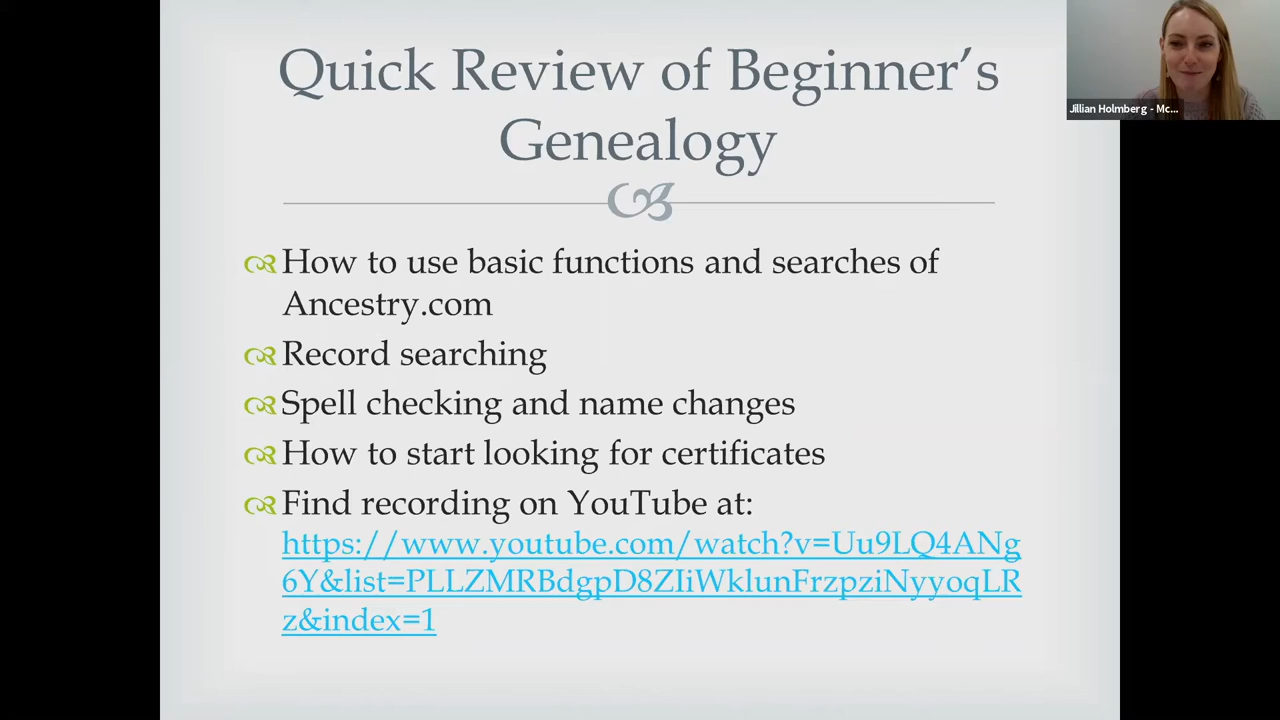 Quick Review of Beginner’s
Genealogy
Jillian Holmberg - Mc...
How to use basic functions and searches of
Ancestry.com
Record searching
Spell checking and name changes
How to start looking for certificates
Find recording on YouTube at:
https://www.youtube.com/watch?v=Uu9LQ4ANg
6Y&list=PLLZMRBdgpD8ZIiWklunFrzpziNyyoqLR
z&index=1